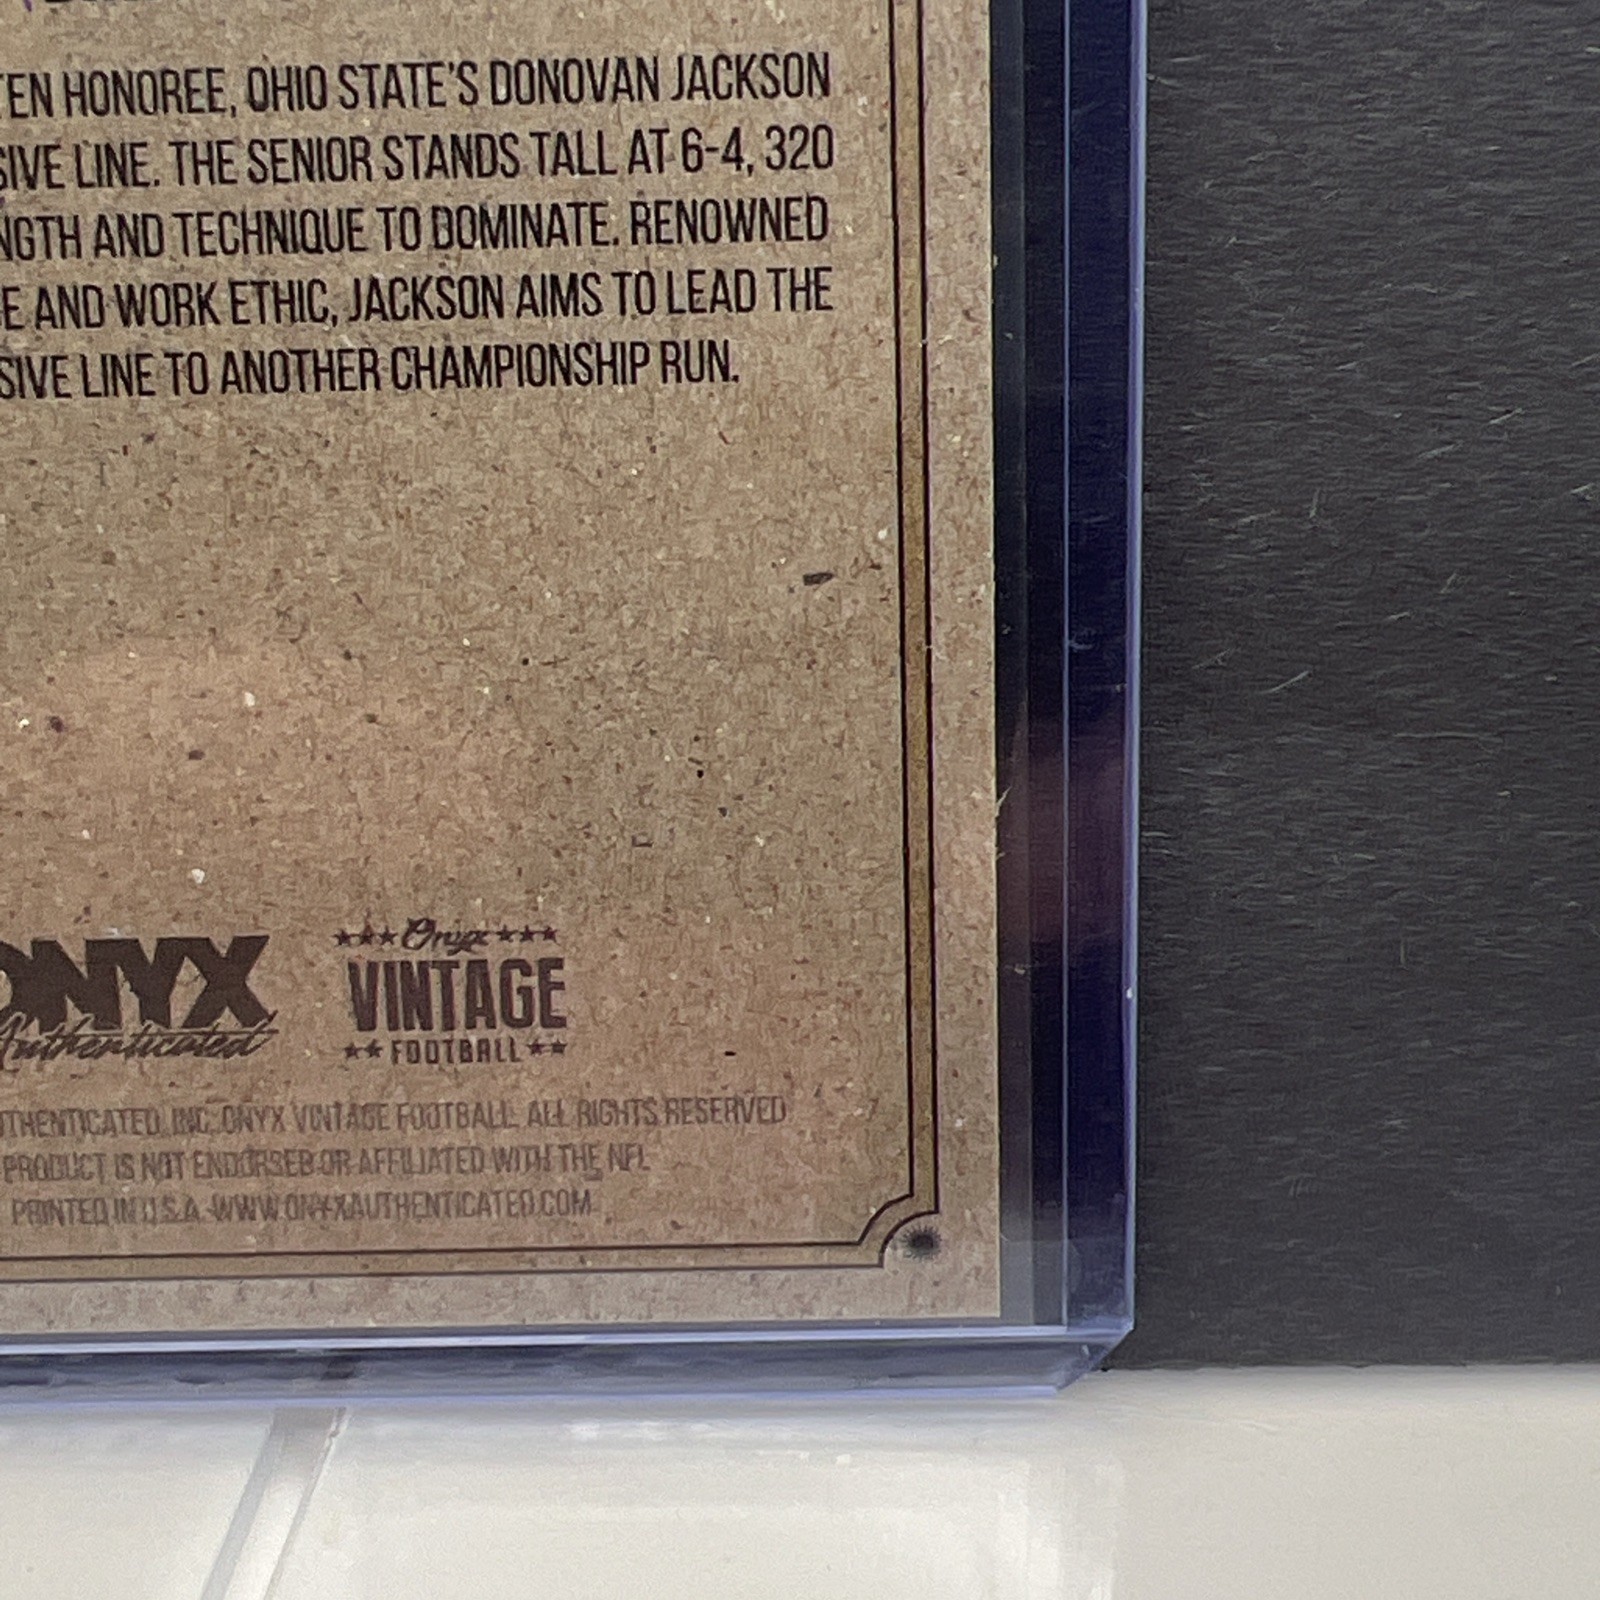 TEN HONOREE, OHIO STATE'S DONOVAN JACKSON
SIVE LINE. THE SENIOR STANDS TALL AT 6-4, 320
NGTH AND TECHNIQUE TO DOMINATE. RENOWNED
E AND WORK ETHIC, JACKSON AIMS TO LEAD THE
SIVE LINE TO ANOTHER CHAMPIONSHIP RUN.
ONYX
Authenticated
Onyx
VINTAGE
FOOTBALL
UTHENTICATED, INC. ONYX VINTAGE FOOTBALL. ALL RIGHTS RESERVED
PRODUCT IS NOT ENDORSED OR AFFILIATED WITH THE NFL
PRINTED IN U.S.A. WWW.ONYXAUTHENTICATED.COM